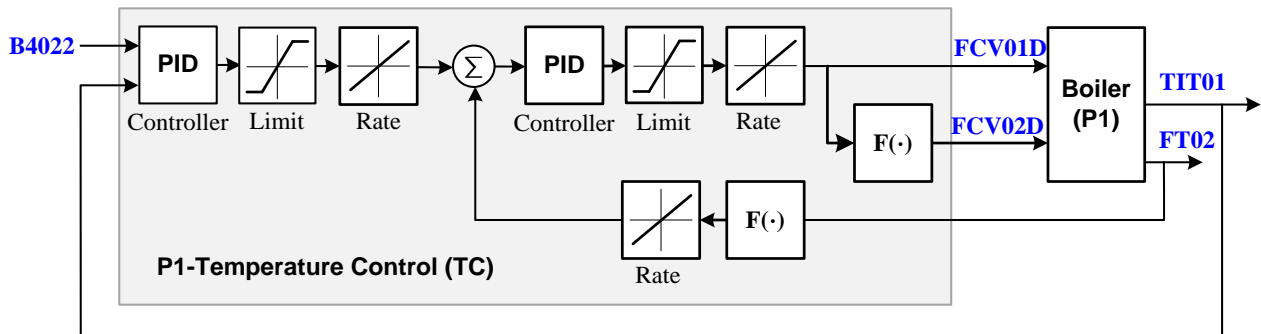 B4022
PID
Controller
Limit
Rate
Σ
PID
Controller
Limit
Rate
FCV01D
FCV02D
F(·)
Boiler
(P1)
TIT01
FT02
Rate
F(·)
P1-Temperature Control (TC)